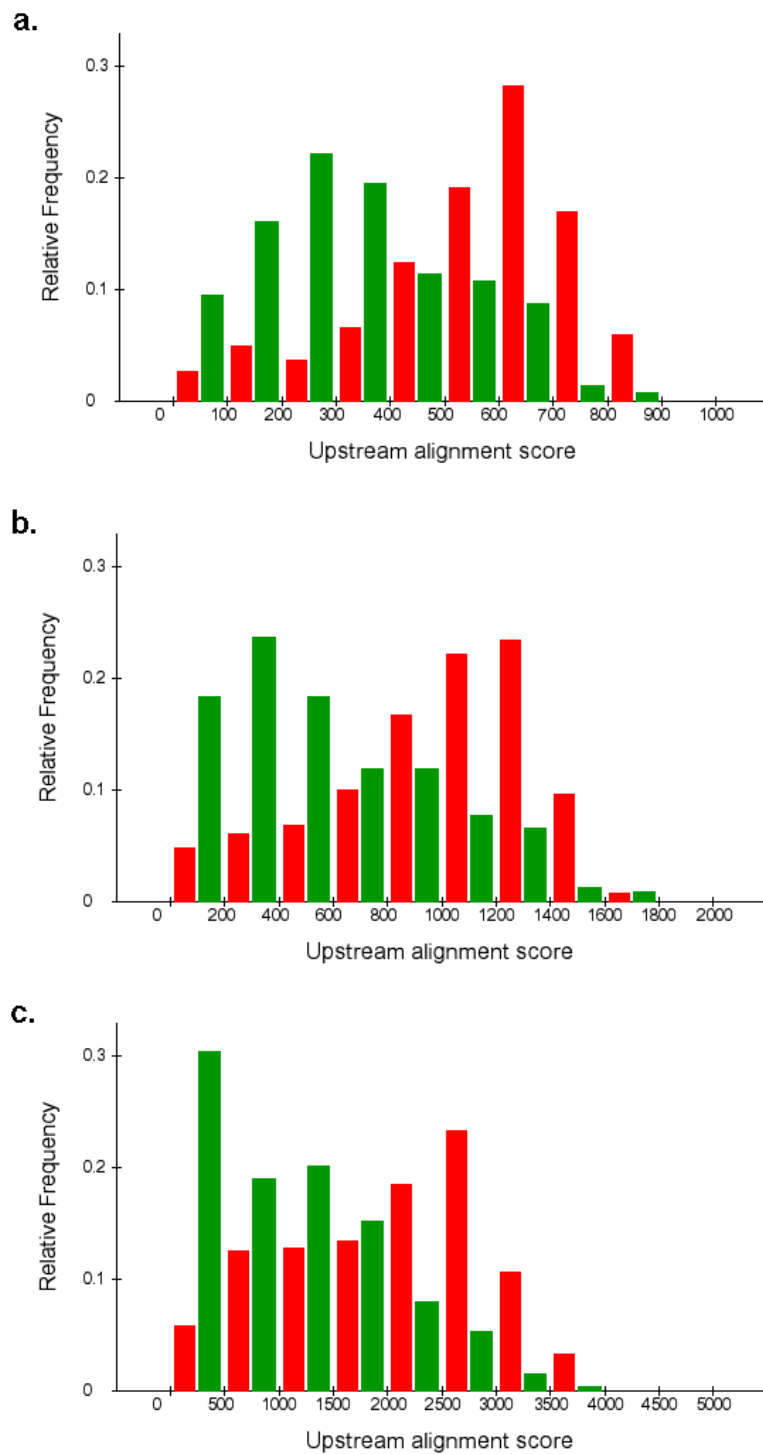 a.
0.3
0.2
0.1
0
Relative Frequency
0 100 200 300 400 500 600 700 800 900 1000
Upstream alignment score
b.
0.3
0.2
0.1
0
Relative Frequency
0 200 400 600 800 1000 1200 1400 1600 1800 2000
Upstream alignment score
c.
0.3
0.2
0.1
0
Relative Frequency
0 500 1000 1500 2000 2500 3000 3500 4000 4500 5000
Upstream alignment score